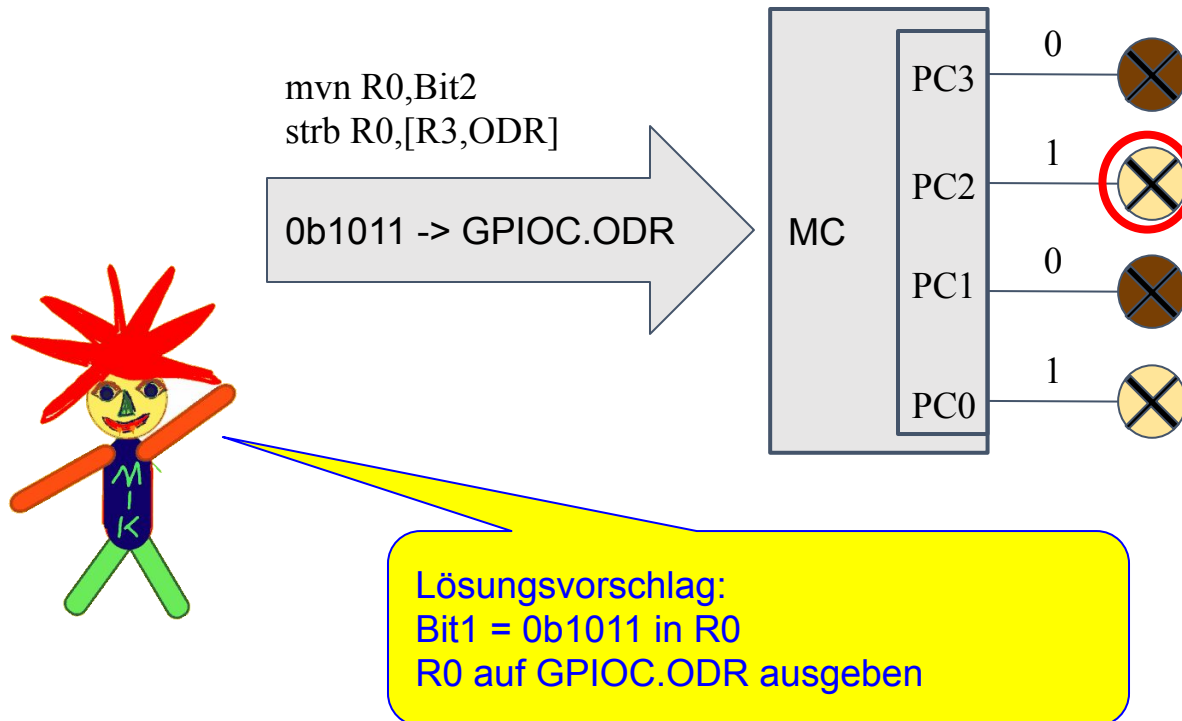 mvn R0,Bit2
strb R0,[R3,ODR]
0b1011 -> GPIOC.ODR
MC
PC3
0
PC2
1
PC1
0
PC0
1
MIK
Lösungsvorschlag:
Bit1 = 0b1011 in R0
R0 auf GPIOC.ODR ausgeben